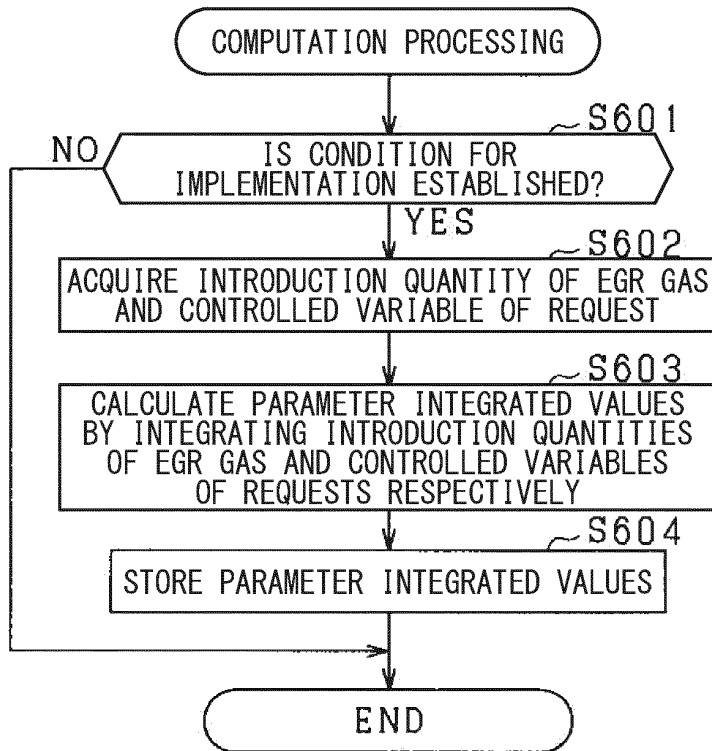 COMPUTATION PROCESSING
S601
NO
IS CONDITION FOR
IMPLEMENTATION ESTABLISHED?
YES
S602
ACQUIRE INTRODUCTION QUANTITY OF EGR GAS
AND CONTROLLED VARIABLE OF REQUEST
S603
CALCULATE PARAMETER INTEGRATED VALUES
BY INTEGRATING INTRODUCTION QUANTITIES
OF EGR GAS AND CONTROLLED VARIABLES
OF REQUESTS RESPECTIVELY
S604
STORE PARAMETER INTEGRATED VALUES
END